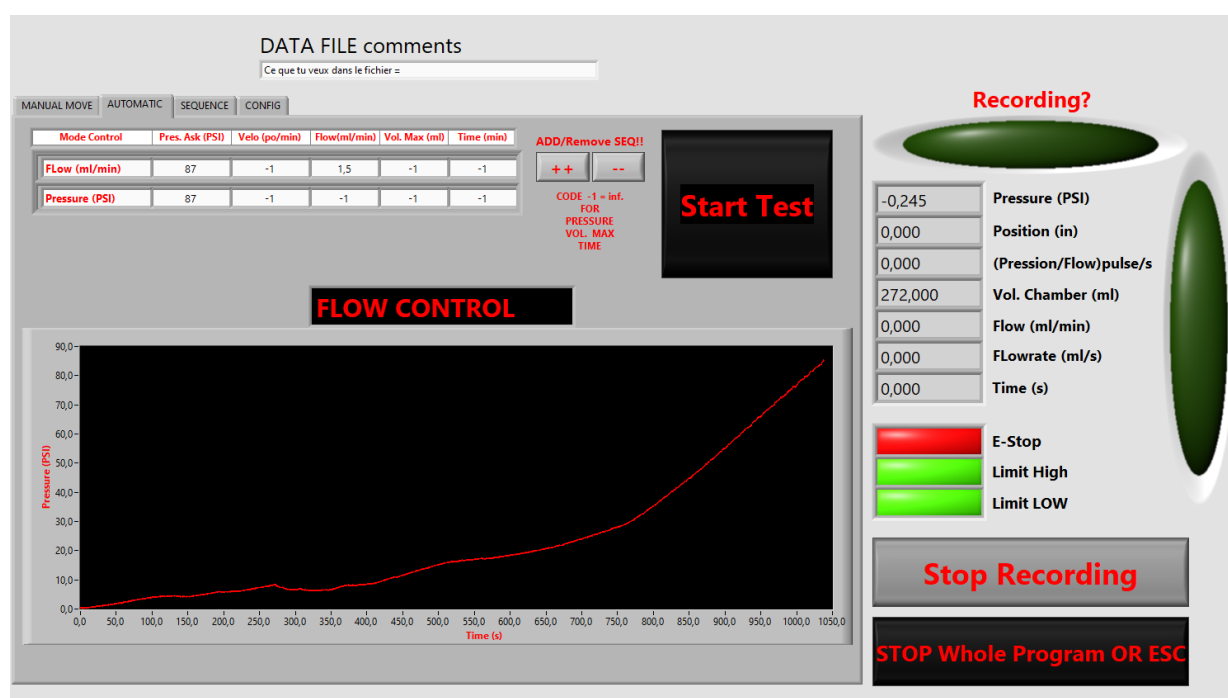 DATA FILE comments
Ce que tu veux dans le fichier =
MANUAL MOVE AUTOMATIC SEQUENCE CONFIG
Mode Control Pres. Ask (PSI) Velo (po/min) Flow(ml/min) Vol. Max (ml) Time (min)
FLow (ml/min) 87 -1 1,5 -1 -1
Pressure (PSI) 87 -1 -1 -1 -1
ADD/Remove SEQ!!
++ --
CODE -1 = inf.
FOR
PRESSURE
VOL. MAX
TIME
Start Test
FLOW CONTROL
90,0
80,0
70,0
60,0
50,0
40,0
30,0
20,0
10,0
0,0
Pressure (PSI)
0,0 50,0 100,0 150,0 200,0 250,0 300,0 350,0 400,0 450,0 500,0 550,0 600,0 650,0 700,0 750,0 800,0 850,0 900,0 950,0 1000,0 1050,0
Time (s)
Recording?
-0,245 Pressure (PSI)
0,000 Position (in)
0,000 (Pression/Flow)pulse/s
272,000 Vol. Chamber (ml)
0,000 Flow (ml/min)
0,000 FLowrate (ml/s)
0,000 Time (s)
E-Stop
Limit High
Limit LOW
Stop Recording
STOP Whole Program OR ESC